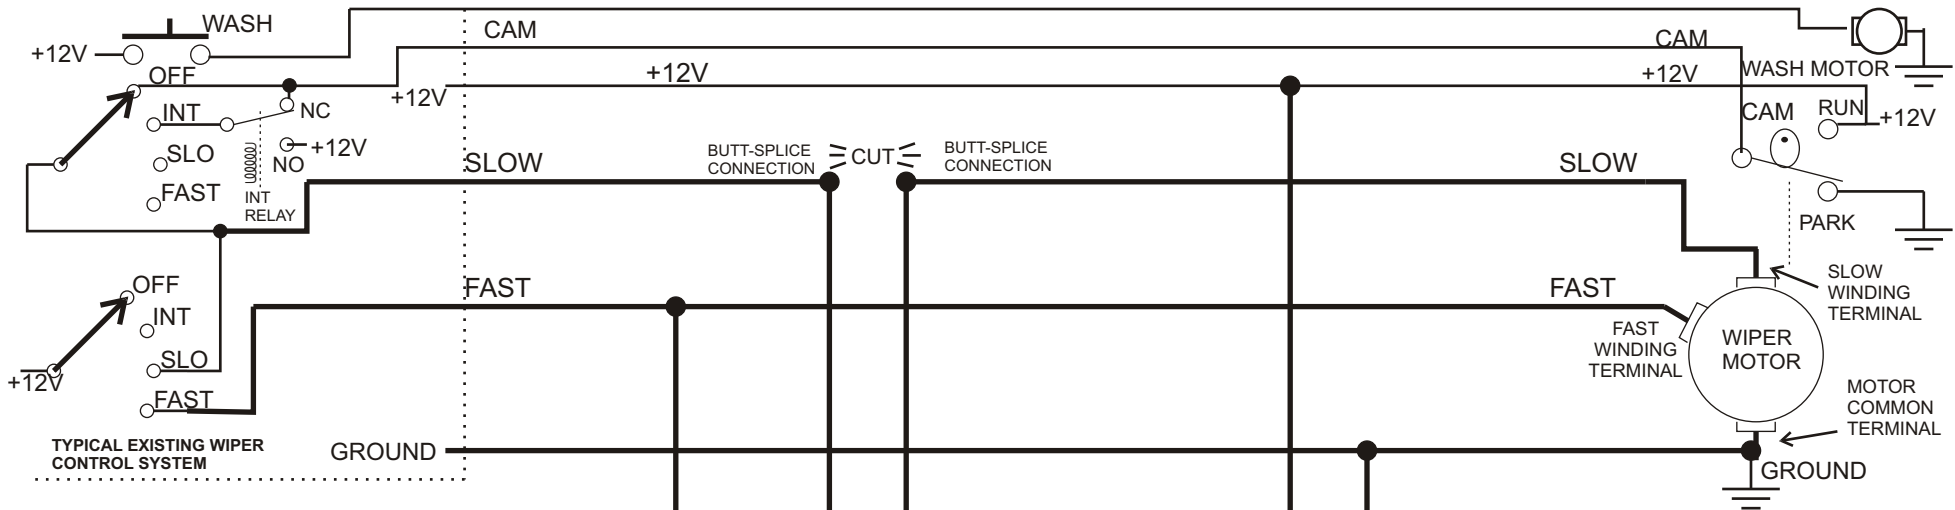 WASH
+12V
OFF
INT
NC
SLO
NO
+12V
FAST
INT
RELAY
CAM
+12V
+12V
SLOW
BUTT-SPLICE
CONNECTION
CUT
BUTT-SPLICE
CONNECTION
CAM
+12V
WASH MOTOR
CAM
RUN
+12V
SLOW
PARK
OFF
INT
SLO
+12V
FAST
TYPICAL EXISTING WIPER
CONTROL SYSTEM
FAST
GROUND
FAST
FAST
WINDING
TERMINAL
SLOW
WINDING
TERMINAL
WIPER
MOTOR
MOTOR
COMMON
TERMINAL
GROUND